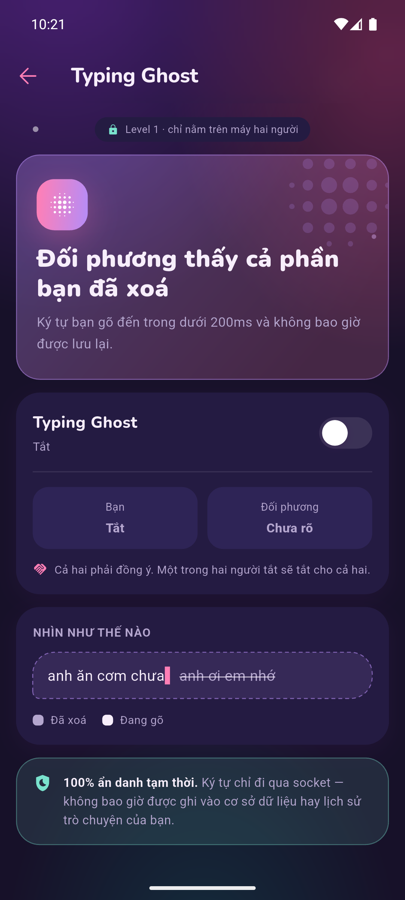 10:21
Typing Ghost
Level 1 · chỉ nằm trên máy hai người
Đối phương thấy cả phần
bạn đã xoá
Ký tự bạn gõ đến trong dưới 200ms và không bao giờ
được lưu lại.
Typing Ghost
Tắt
Bạn
Tắt
Đối phương
Chưa rõ
Cả hai phải đồng ý. Một trong hai người tắt sẽ tắt cho cả hai.
NHÌN NHƯ THẾ NÀO
anh ăn cơm chưa anh ơi em nhớ
Đã xoá Đang gõ
100% ẩn danh tạm thời. Ký tự chỉ đi qua socket —
không bao giờ được ghi vào cơ sở dữ liệu hay lịch sử
trò chuyện của bạn.